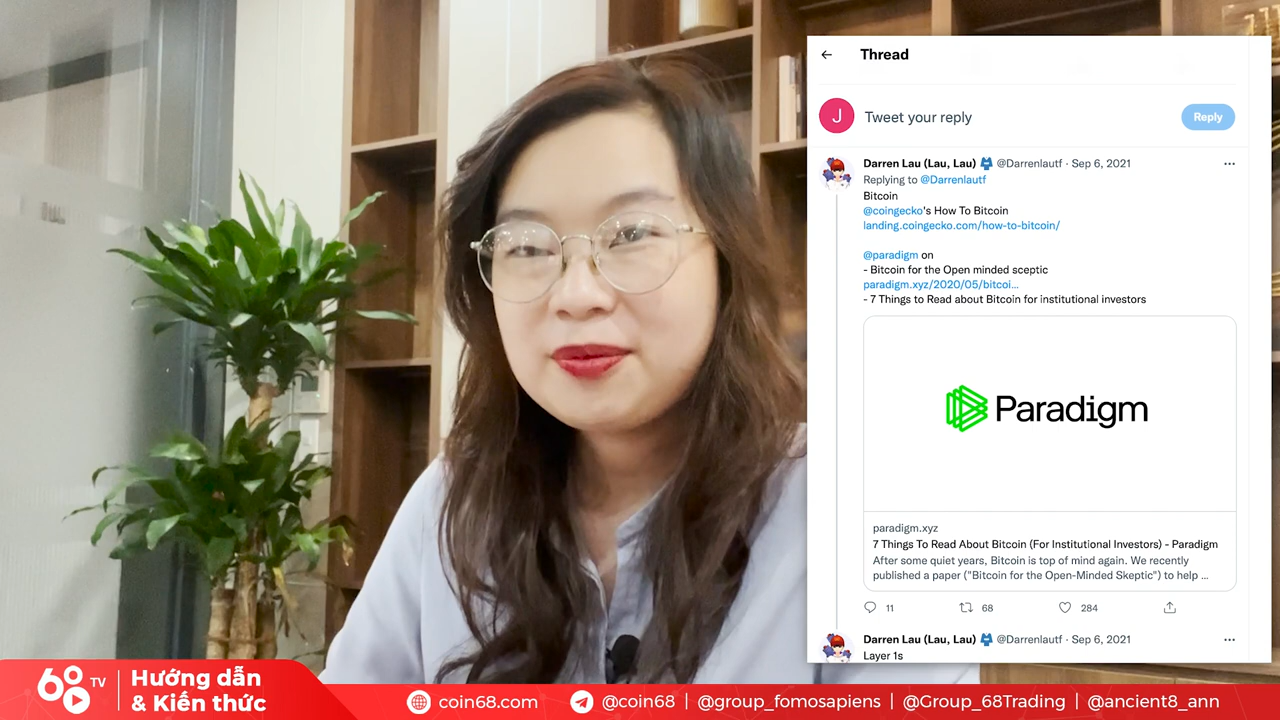 Thread
J
Tweet your reply
Reply
Darren Lau (Lau, Lau) @Darrenlautf · Sep 6, 2021
Replying to @Darrenlautf
Bitcoin
@coingecko's How To Bitcoin
landing.coingecko.com/how-to-bitcoin/
@paradigm on
- Bitcoin for the Open minded sceptic
paradigm.xyz/2020/05/bitcoi...
- 7 Things to Read about Bitcoin for institutional investors
Paradigm
paradigm.xyz
7 Things To Read About Bitcoin (For Institutional Investors) - Paradigm
After some quiet years, Bitcoin is top of mind again. We recently
published a paper ("Bitcoin for the Open-Minded Skeptic") to help ...
11 68 284
Darren Lau (Lau, Lau) @Darrenlautf · Sep 6, 2021
Layer 1s
68 TV
Hướng dẫn
& Kiến thức
coin68.com @coin68 | @group_fomosapiens | @Group_68Trading | @ancient8_ann